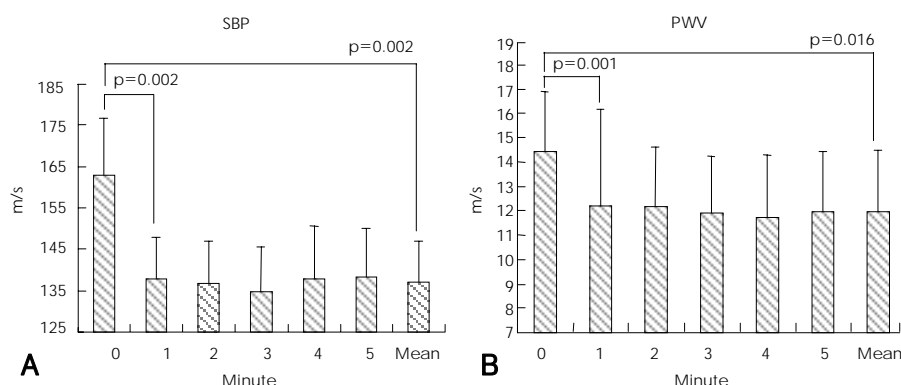 SBP
p=0.002
p=0.002
185
175
165
155
145
135
125
m/s
0 1 2 3 4 5 Mean
Minute
A
PWV
p=0.016
p=0.001
19
18
17
16
15
14
13
12
11
10
9
8
7
m/s
0 1 2 3 4 5 Mean
Minute
B